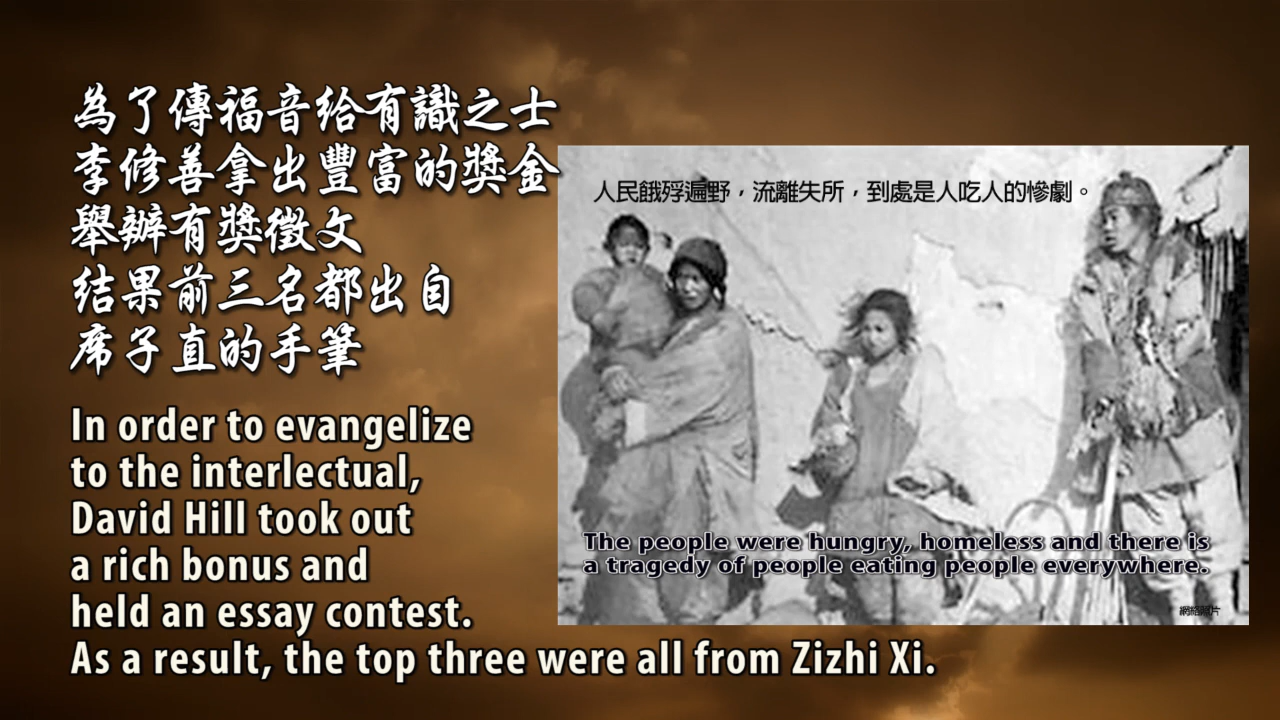 為了傳福音給有識之士
李修善拿出豐富的獎金
舉辦有獎徵文
結果前三名都出自
席子直的手筆
In order to evangelize
to the interlectual,
David Hill took out
a rich bonus and
held an essay contest.
As a result, the top three were all from Zizhi Xi.
人民餓殍遍野，流離失所，到處是人吃人的慘劇。
The people were hungry, homeless and there is
a tragedy of people eating people everywhere.
網絡照片